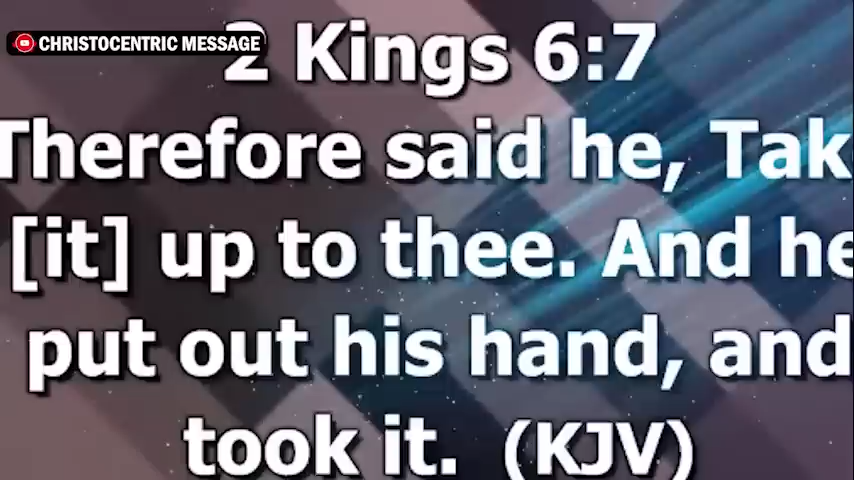 CHRISTOCENTRIC MESSAGE
2 Kings 6:7
Therefore said he, Tak
[it] up to thee. And he
put out his hand, and
took it. (KJV)